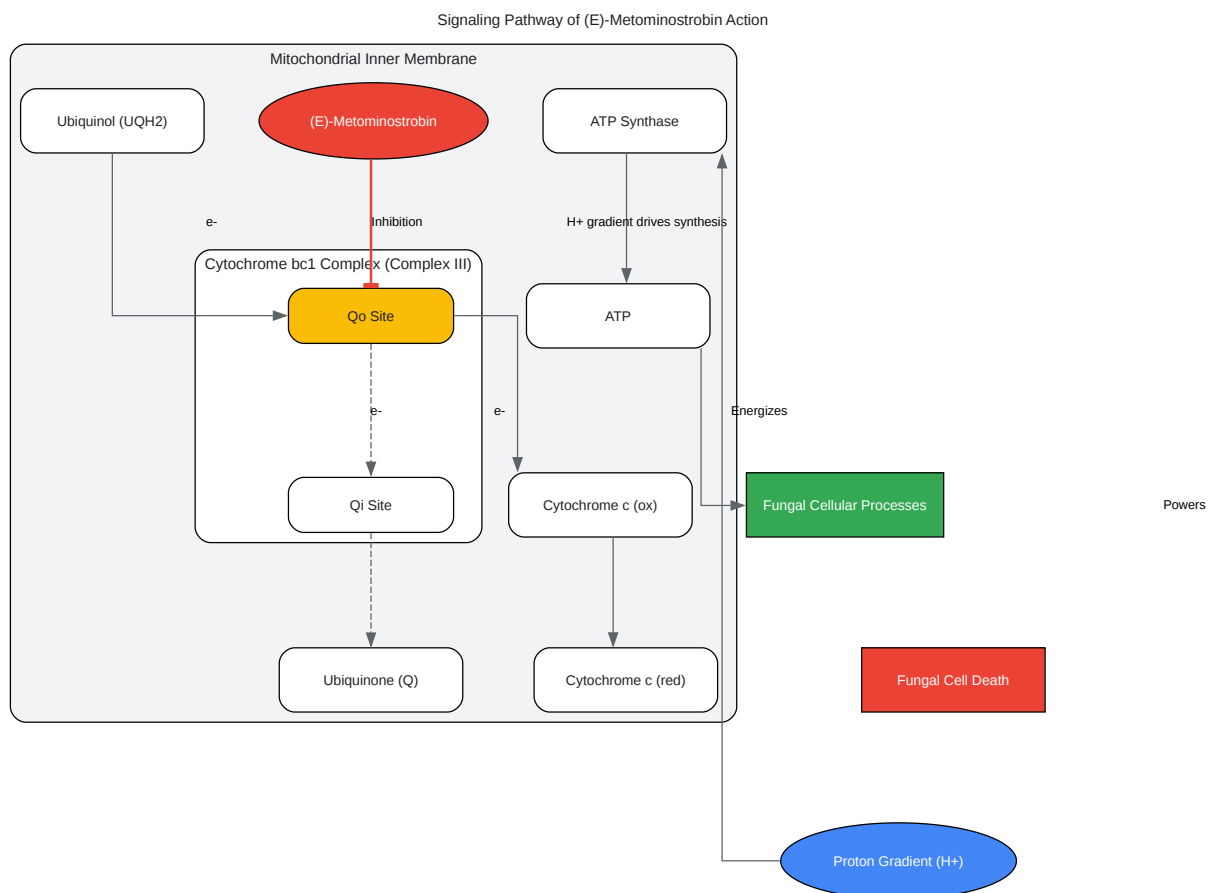 Signaling Pathway of (E)-Metominostrobin Action
Mitochondrial Inner Membrane
Ubiquinol (UQH2)
(E)-Metominostrobin
ATP Synthase
e-
Inhibition
H+ gradient drives synthesis
Cytochrome bc1 Complex (Complex III)
Qo Site
ATP
e-
e-
Energizes
Qi Site
Cytochrome c (ox)
Fungal Cellular Processes
Powers
Ubiquinone (Q)
Cytochrome c (red)
Fungal Cell Death
Proton Gradient (H+)